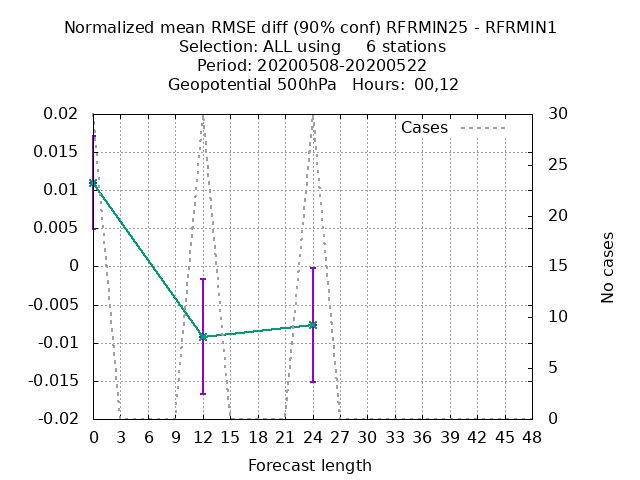 Normalized mean RMSE diff (90% conf) RFRMIN25 - RFRMIN1
Selection: ALL using     6 stations
Period: 20200508-20200522
Geopotential 500hPa   Hours: 00,12
Cases
0.02
0.015
0.01
0.005
0
-0.005
-0.01
-0.015
-0.02
30
25
20
15
10
5
0
No cases
0 3 6 9 12 15 18 21 24 27 30 33 36 39 42 45 48
Forecast length